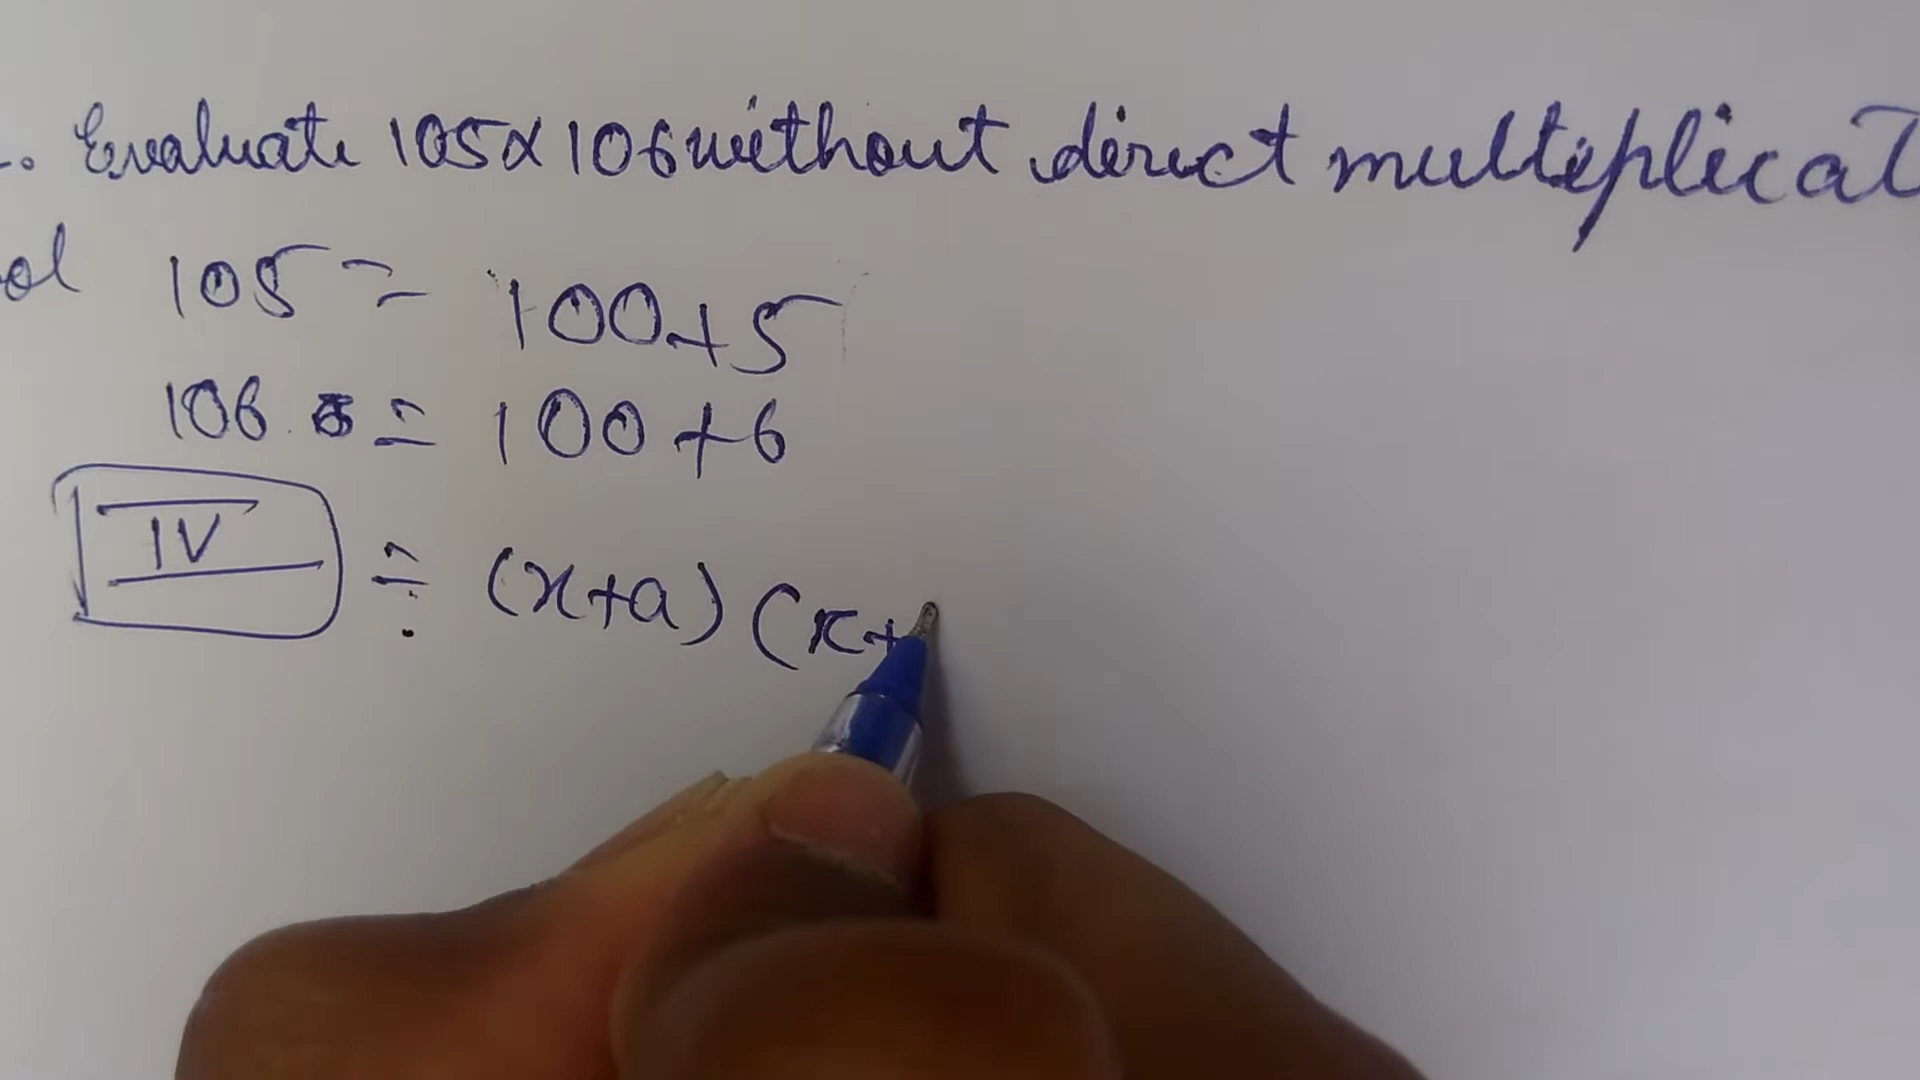 Evaluate 105x106 without direct multiplicat
ol 105 = 100+5
106 = 100+6
IV = (x+a) (x+